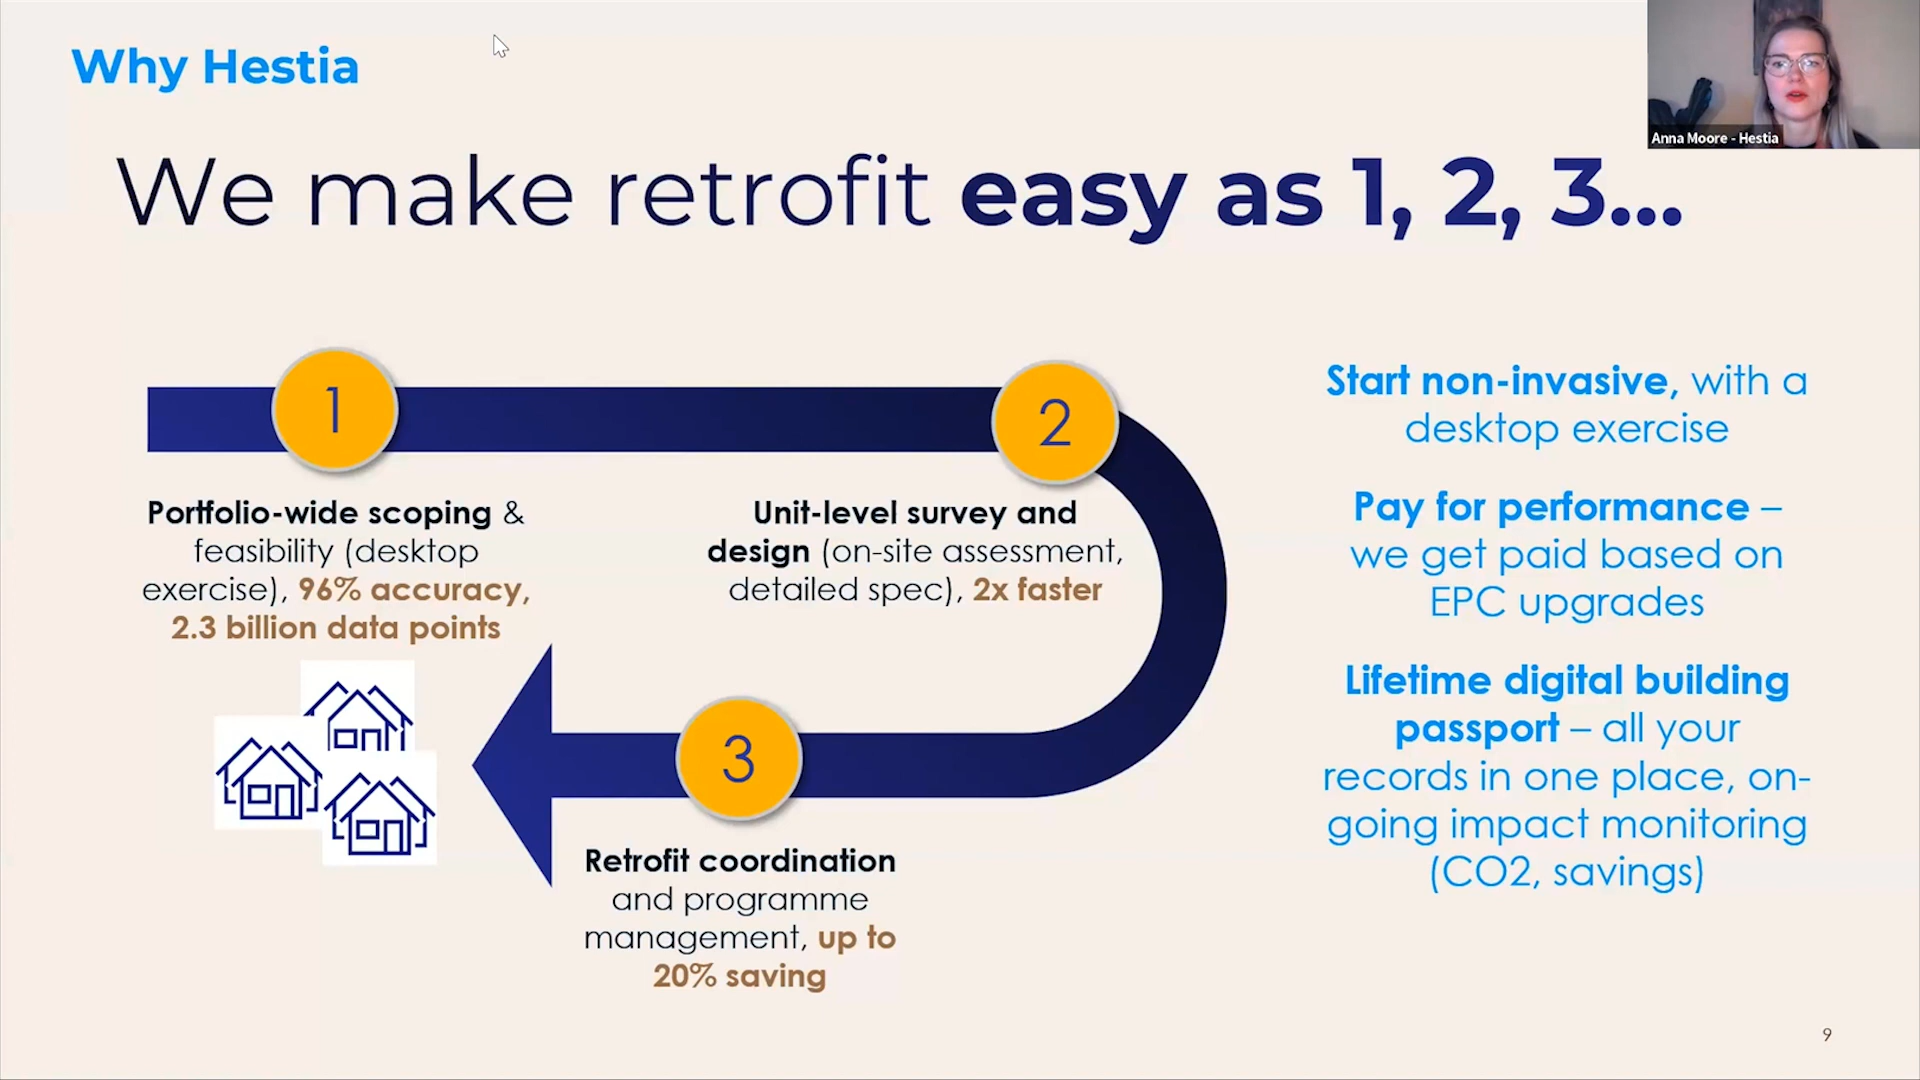 Why Hestia
Anna Moore - Hestia
We make retrofit easy as 1, 2, 3...
1
2
Portfolio-wide scoping &
feasibility (desktop
exercise), 96% accuracy,
2.3 billion data points
Unit-level survey and
design (on-site assessment,
detailed spec), 2x faster
3
Retrofit coordination
and programme
management, up to
20% saving
Start non-invasive, with a
desktop exercise
Pay for performance –
we get paid based on
EPC upgrades
Lifetime digital building
passport – all your
records in one place, on-
going impact monitoring
(CO2, savings)
9